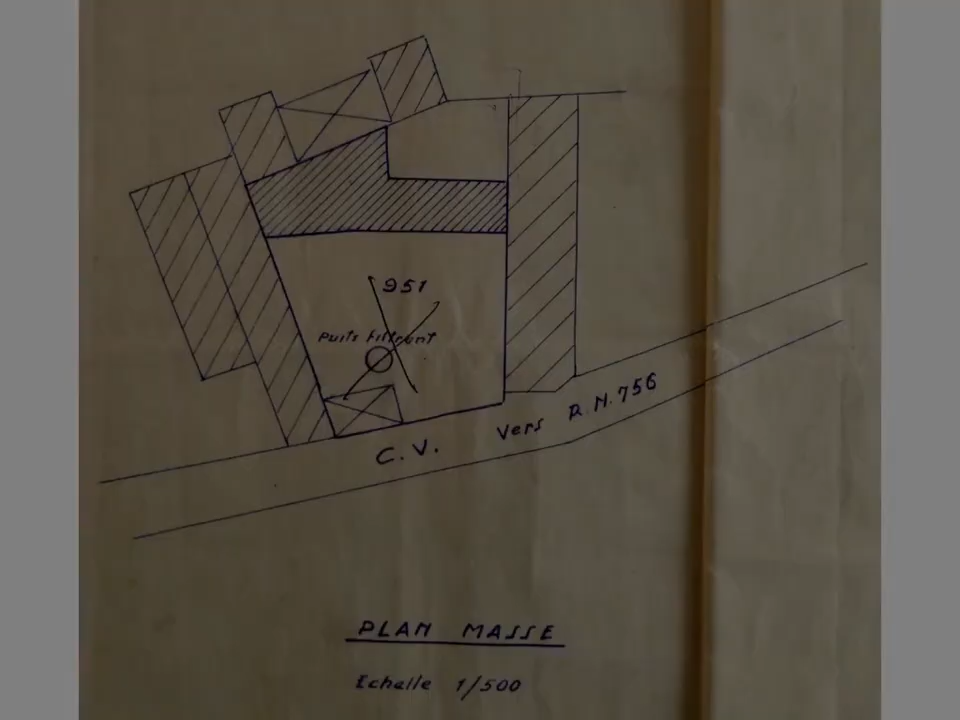 951
Puits filtrant
C.V. Vers R.N.756
PLAN MASSE
Echelle 1/500